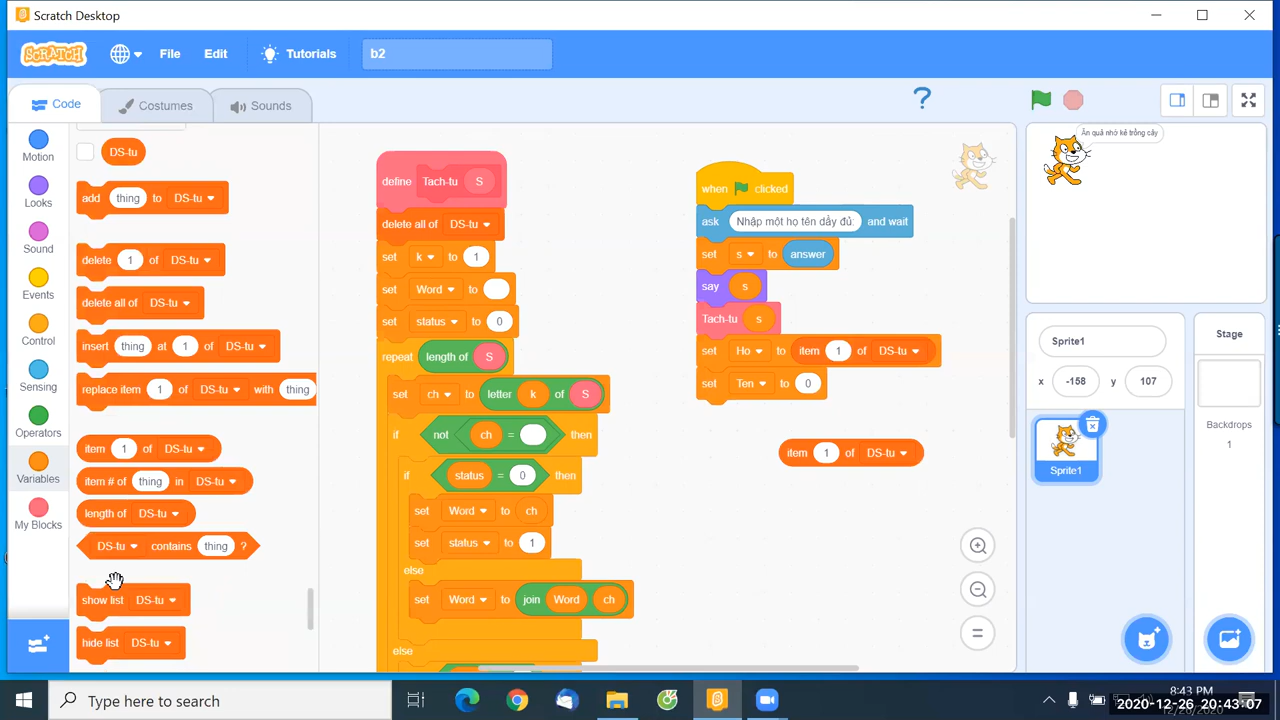 Scratch Desktop
SCRATCH File Edit Tutorials b2
Code Costumes Sounds
Motion
Looks
Sound
Events
Control
Sensing
Operators
Variables
My Blocks
DS-tu
add thing to DS-tu
delete 1 of DS-tu
delete all of DS-tu
insert thing at 1 of DS-tu
replace item 1 of DS-tu with thing
item 1 of DS-tu
item # of thing in DS-tu
length of DS-tu
DS-tu contains thing ?
show list DS-tu
hide list DS-tu
define Tach-tu S
delete all of DS-tu
set k to 1
set Word to
set status to 0
repeat length of S
set ch to letter k of S
if not ch = then
if status = 0 then
set Word to ch
set status to 1
else
set Word to join Word ch
else
when clicked
ask Nhập một họ tên dầy đủ: and wait
set s to answer
say s
Tach-tu s
set Ho to item 1 of DS-tu
set Ten to 0
item 1 of DS-tu
Ăn quả nhớ kẻ trồng cây
Sprite1
x -158 y 107
Sprite1
Stage
Backdrops
1
Type here to search
8:43 PM
2020-12-26 20:43:07